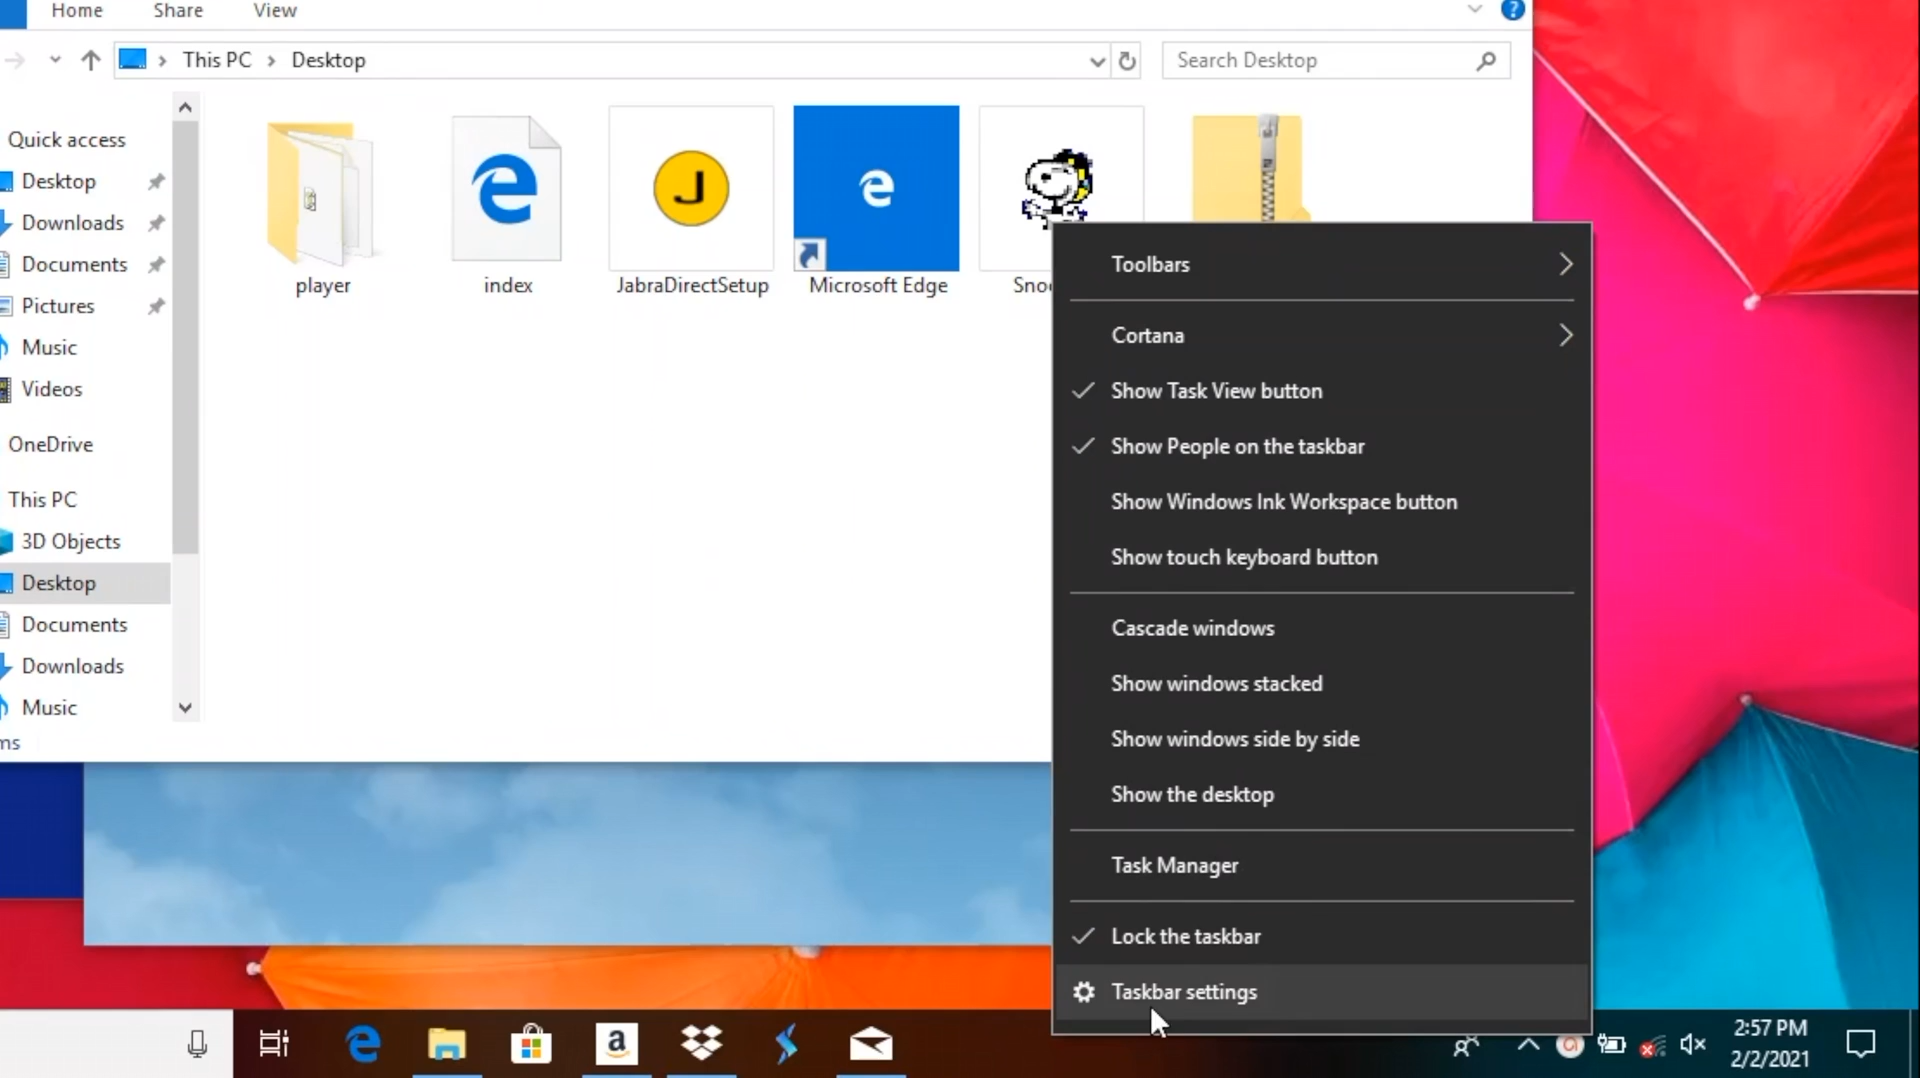 Home Share View
?
This PC > Desktop
Search Desktop
Quick access
Desktop
Downloads
Documents
Pictures
Music
Videos
OneDrive
This PC
3D Objects
Desktop
Documents
Downloads
Music
ms
player
index
J
JabraDirectSetup
Microsoft Edge
Snoo
Toolbars
Cortana
Show Task View button
Show People on the taskbar
Show Windows Ink Workspace button
Show touch keyboard button
Cascade windows
Show windows stacked
Show windows side by side
Show the desktop
Task Manager
Lock the taskbar
Taskbar settings
a
2:57 PM
2/2/2021